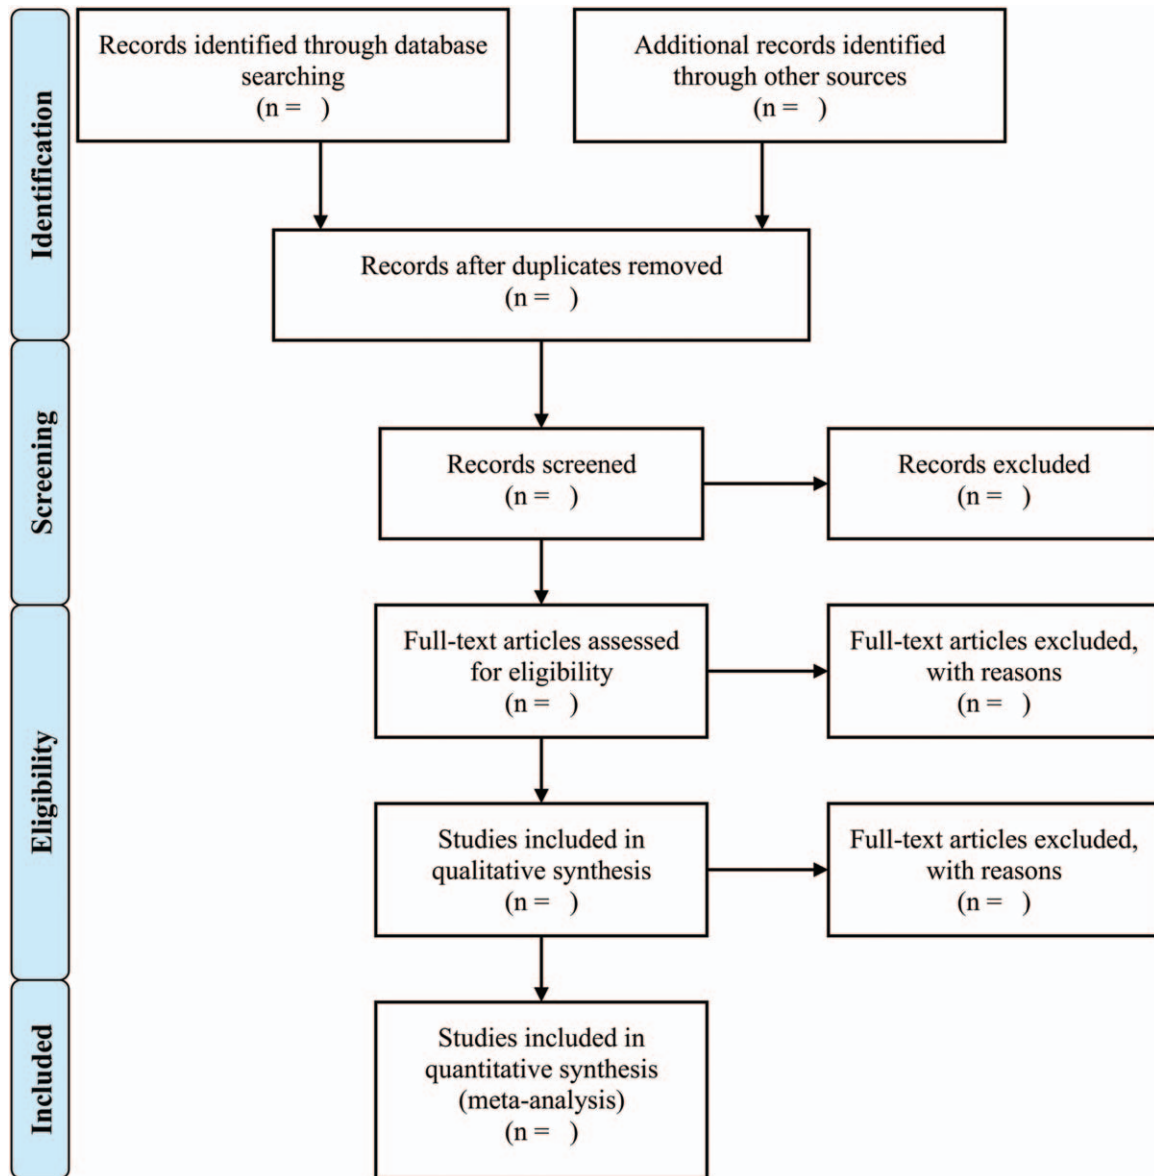 Identification
Records identified through database
searching
(n =   )
Additional records identified
through other sources
(n =   )
Records after duplicates removed
(n =   )
Screening
Records screened
(n =   )
Records excluded
(n =   )
Eligibility
Full-text articles assessed
for eligibility
(n =   )
Full-text articles excluded,
with reasons
(n =   )
Studies included in
qualitative synthesis
(n =   )
Full-text articles excluded,
with reasons
(n =   )
Included
Studies included in
quantitative synthesis
(meta-analysis)
(n =   )